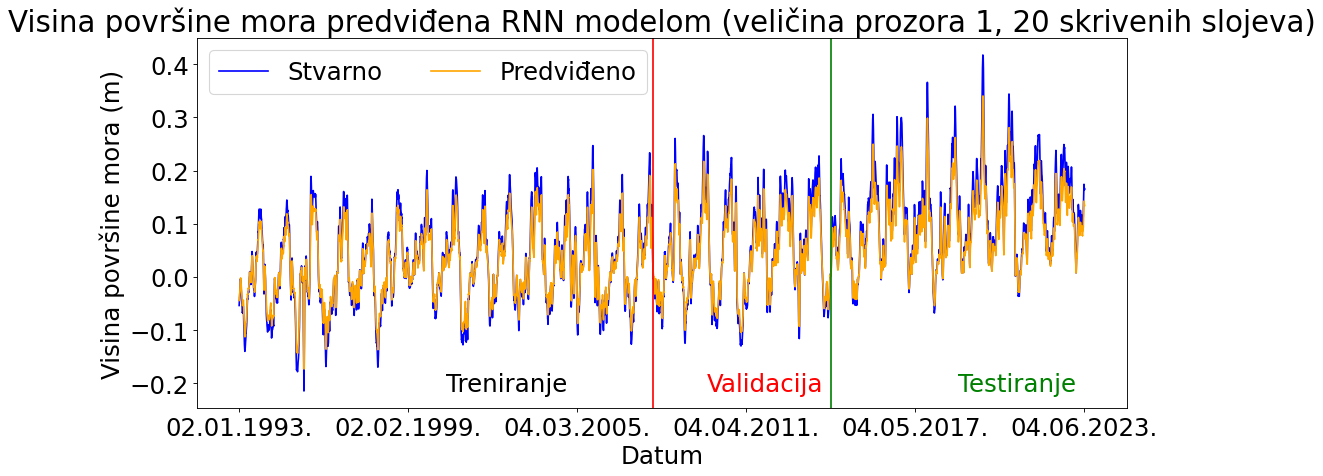 Visina površine mora predviđena RNN modelom (veličina prozora 1, 20 skrivenih slojeva)
Stvarno
Predviđeno
Visina površine mora (m)
0.4
0.3
0.2
0.1
0.0
−0.1
−0.2
Treniranje
Validacija
Testiranje
02.01.1993.
02.02.1999.
04.03.2005.
04.04.2011.
04.05.2017.
04.06.2023.
Datum